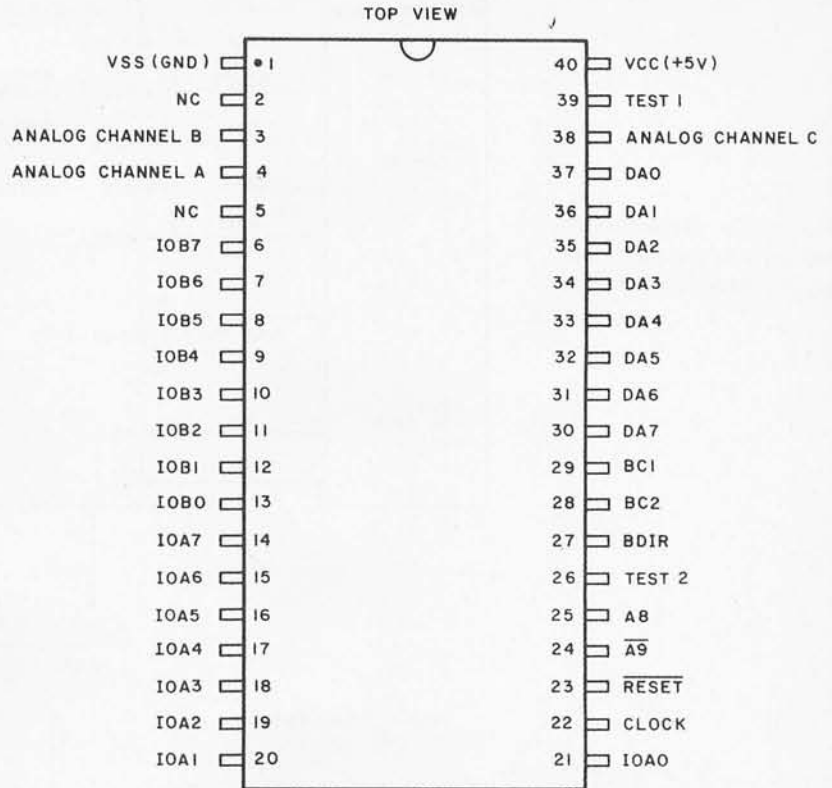 TOP VIEW
VSS (GND) 1 40 VCC (+5V)
NC 2 39 TEST 1
ANALOG CHANNEL B 3 38 ANALOG CHANNEL C
ANALOG CHANNEL A 4 37 DA0
NC 5 36 DA1
IOB7 6 35 DA2
IOB6 7 34 DA3
IOB5 8 33 DA4
IOB4 9 32 DA5
IOB3 10 31 DA6
IOB2 11 30 DA7
IOB1 12 29 BC1
IOB0 13 28 BC2
IOA7 14 27 BDIR
IOA6 15 26 TEST 2
IOA5 16 25 A8
IOA4 17 24 A̅9̅
IOA3 18 23 R̅E̅S̅E̅T̅
IOA2 19 22 CLOCK
IOA1 20 21 IOA0